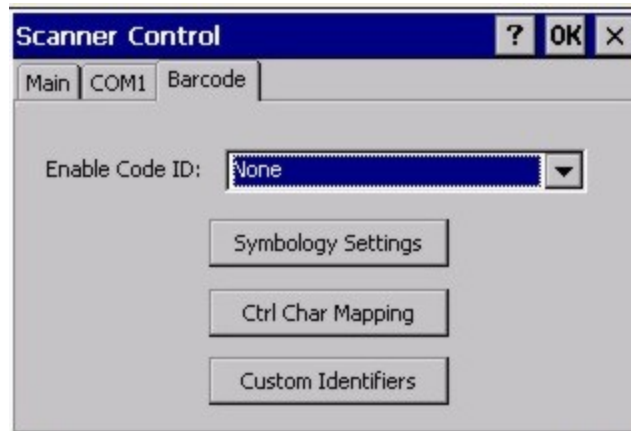 Scanner Control ? OK ×
Main COM1 Barcode
Enable Code ID: None
Symbology Settings
Ctrl Char Mapping
Custom Identifiers